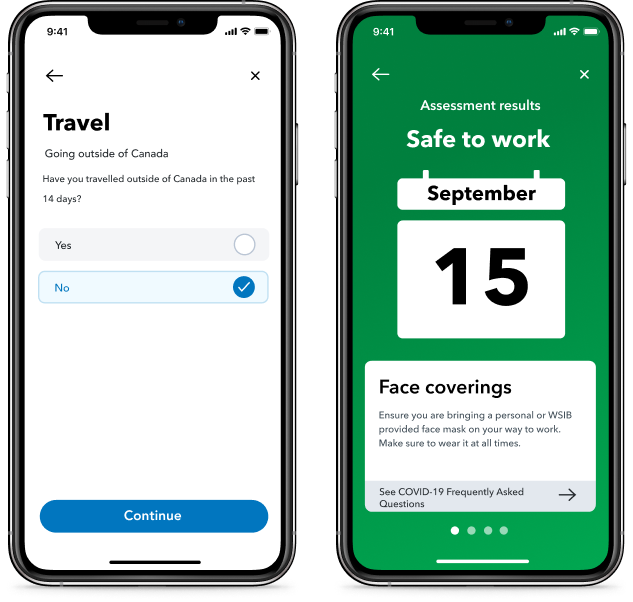 9:41
Travel
Going outside of Canada
Have you travelled outside of Canada in the past
14 days?
Yes
No
Continue
9:41
Assessment results
Safe to work
September
15
Face coverings
Ensure you are bringing a personal or WSIB
provided face mask on your way to work.
Make sure to wear it at all times.
See COVID-19 Frequently Asked
Questions